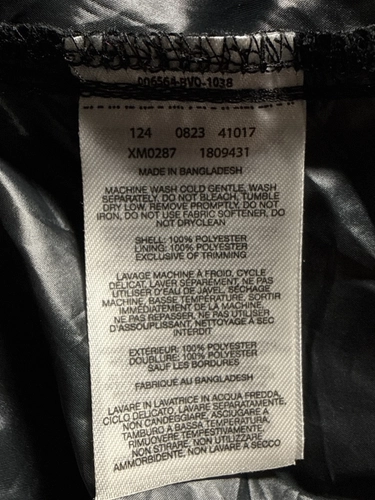 006564-BVD-1038
124 0823 41017
XM0287 1809431
MADE IN BANGLADESH
MACHINE WASH COLD GENTLE, WASH
SEPARATELY, DO NOT BLEACH, TUMBLE
DRY LOW, REMOVE PROMPTLY, DO NOT
IRON, DO NOT USE FABRIC SOFTENER, DO
NOT DRYCLEAN
SHELL: 100% POLYESTER
LINING: 100% POLYESTER
EXCLUSIVE OF TRIMMING
LAVAGE MACHINE À FROID, CYCLE
DÉLICAT, LAVER SÉPAREMENT, NE PAS
UTILISER D'EAU DE JAVEL, SÉCHAGE
MACHINE, BASSE TEMPÉRATURE, SORTIR
IMMÉDIATEMENT DE LA MACHINE,
NE PAS REPASSER, NE PAS UTILISER
D'ASSOUPLISSANT, NETTOYAGE A SEC
INTERDIT
EXTÉRIEUR: 100% POLYESTER
DOUBLURE: 100% POLYESTER
SAUF LES BORDURES
FABRIQUÉ AU BANGLADESH
LAVARE IN LAVATRICE IN ACQUA FREDDA,
CICLO DELICATO, LAVARE SEPARATAMENTE,
NON CANDEGGIARE, ASCIUGARE A
TAMBURO A BASSA TEMPERATURA,
RIMUOVERE TEMPESTIVAMENTE,
NON STIRARE, NON UTILIZZARE
AMMORBIDENTE, NON LAVARE A SECCO